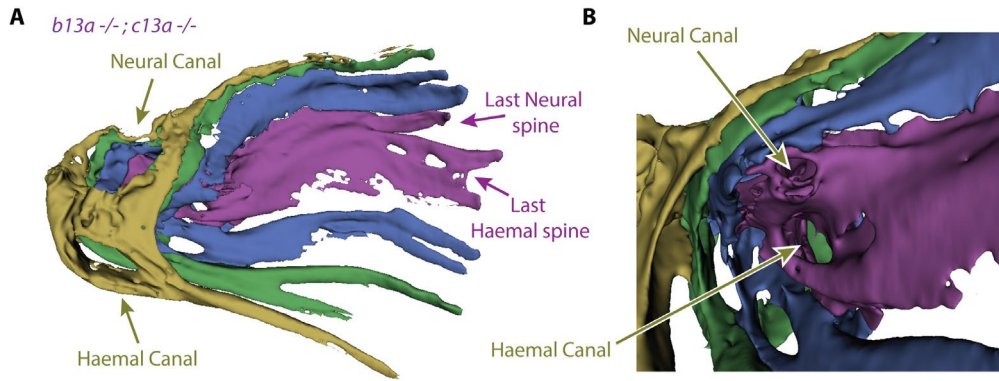 A
b13a -/- ; c13a -/-
Neural Canal
Last Neural
spine
Last
Haemal spine
Haemal Canal
B
Neural Canal
Haemal Canal